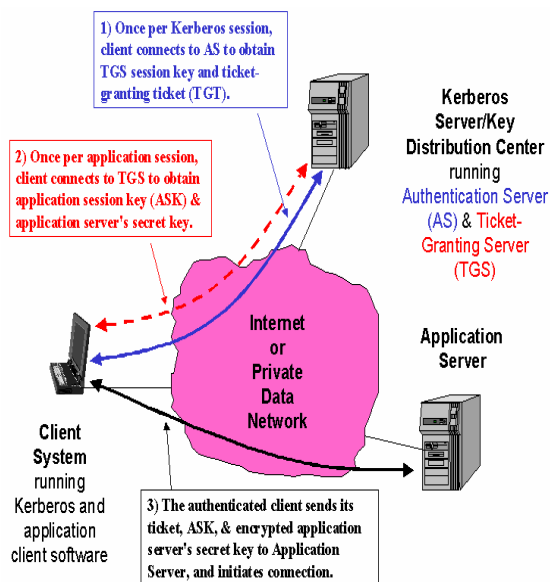 1) Once per Kerberos session,
client connects to AS to obtain
TGS session key and ticket-
granting ticket (TGT).
Kerberos
Server/Key
Distribution Center
running
Authentication Server
(AS) & Ticket-
Granting Server
(TGS)
2) Once per application session,
client connects to TGS to obtain
application session key (ASK) &
application server's secret key.
Internet
or
Private
Data
Network
Application
Server
Client
System
running
Kerberos and
application
client software
3) The authenticated client sends its
ticket, ASK, & encrypted application
server's secret key to Application
Server, and initiates connection.